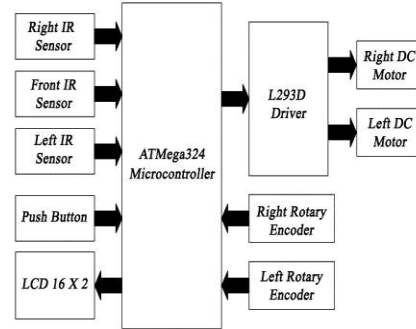 Right IR
Sensor
Front IR
Sensor
Left IR
Sensor
Push Button
LCD 16 X 2
ATMega324
Microcontroller
L293D
Driver
Right DC
Motor
Left DC
Motor
Right Rotary
Encoder
Left Rotary
Encoder